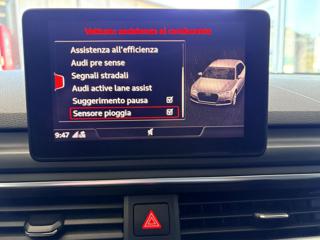 Vettura: assistenza al conducente
Assistenza all'efficienza
Audi pre sense
Segnali stradali
Audi active lane assist
Suggerimento pausa
Sensore pioggia
9:47